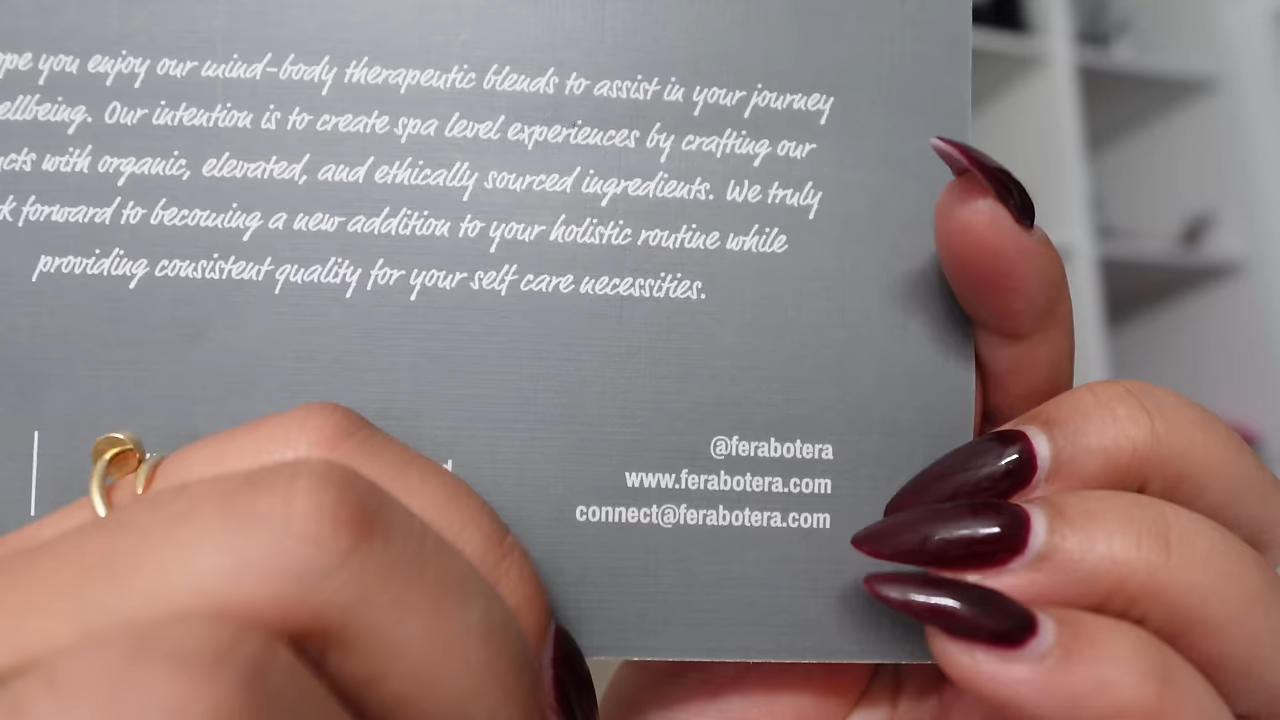 you enjoy our mind-body therapeutic blends to assist in your journey
Our intention is to create spa level experiences by crafting our
with organic, elevated, and ethically sourced ingredients. We truly
forward to becoming a new addition to your holistic routine while
providing consistent quality for your self care necessities.
@ferabotera
www.ferabotera.com
connect@ferabotera.com